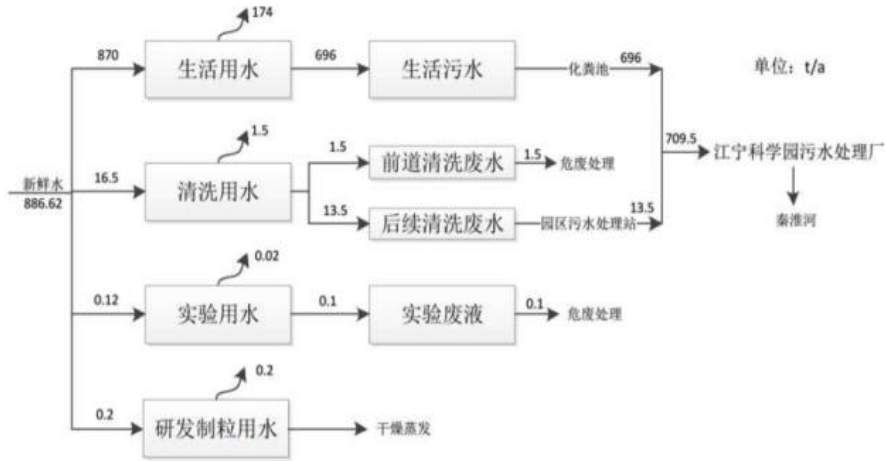 174
870
生活用水
696
生活污水
化粪池
696
单位：t/a
1.5
新鲜水
886.62
16.5
清洗用水
1.5
前道清洗废水
1.5
危废处理
13.5
后续清洗废水
园区污水处理站
13.5
709.5
江宁科学园污水处理厂
秦淮河
0.02
0.12
实验用水
0.1
实验废液
0.1
危废处理
0.2
0.2
研发制粒用水
干燥蒸发